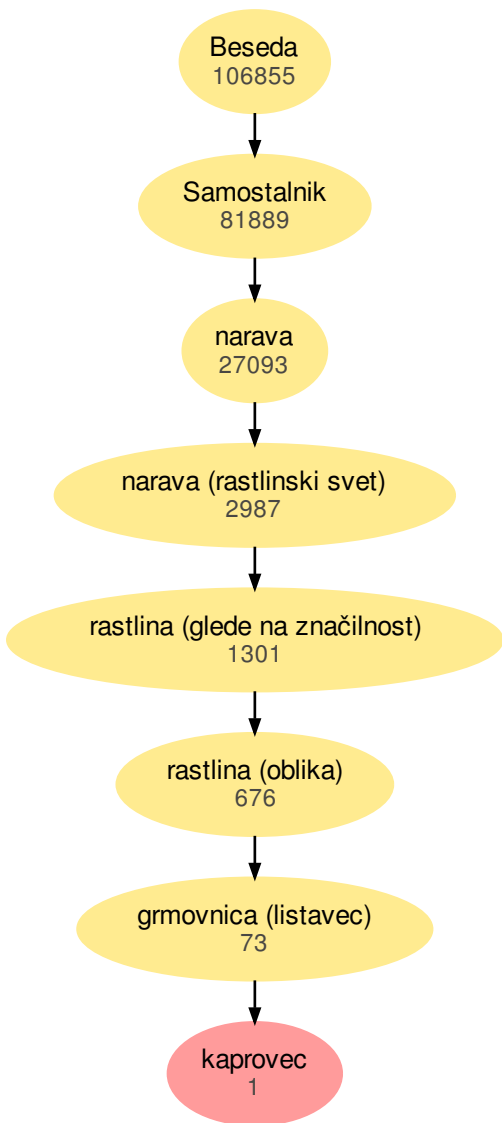 Beseda
106855
Samostalnik
81889
narava
27093
narava (rastlinski svet)
2987
rastlina (glede na značilnost)
1301
rastlina (oblika)
676
grmovnica (listavec)
73
kaprovec
1